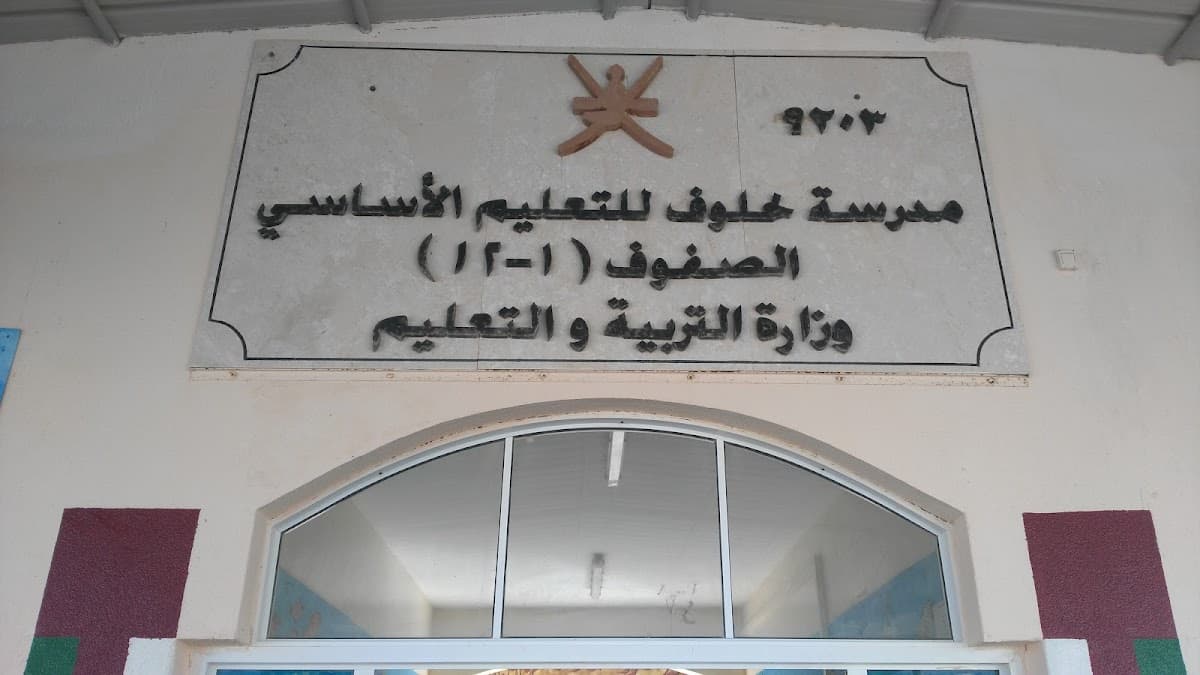 ٩٢٠٣
مدرسة خلوف للتعليم الأساسي
الصفوف ( ١-١٢ )
وزارة التربية و التعليم